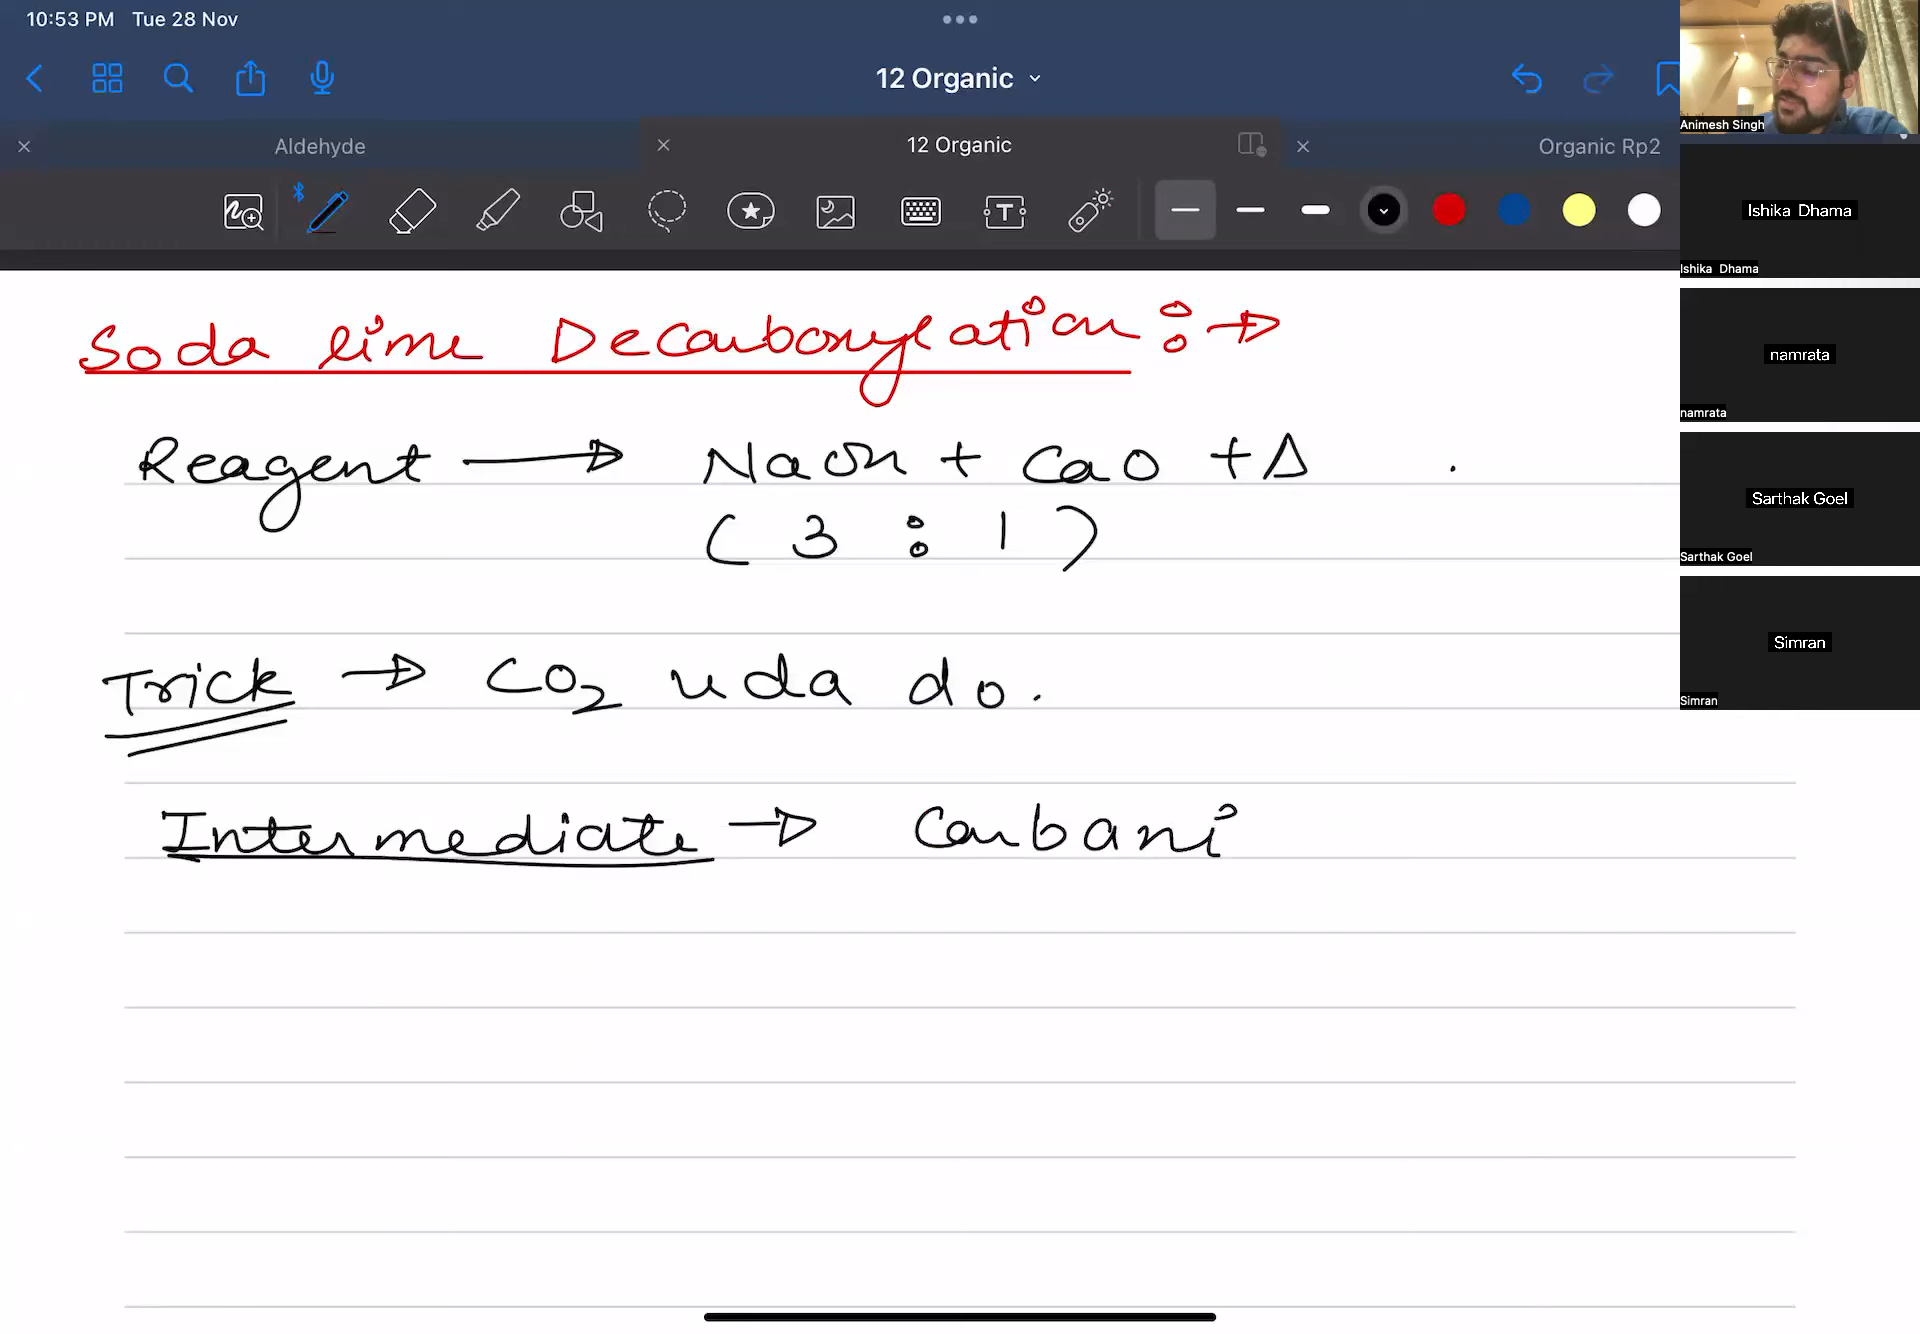 10:53 PM Tue 28 Nov
12 Organic
Aldehyde
12 Organic
Organic Rp2
T
Soda lime Decarboxylation :→
Reagent → NaOH + CaO + Δ .
( 3 : 1 )
Trick → CO2 uda do.
Intermediate → Carbani
Animesh Singh
Ishika Dhama
Ishika Dhama
namrata
namrata
Sarthak Goel
Sarthak Goel
Simran
Simran